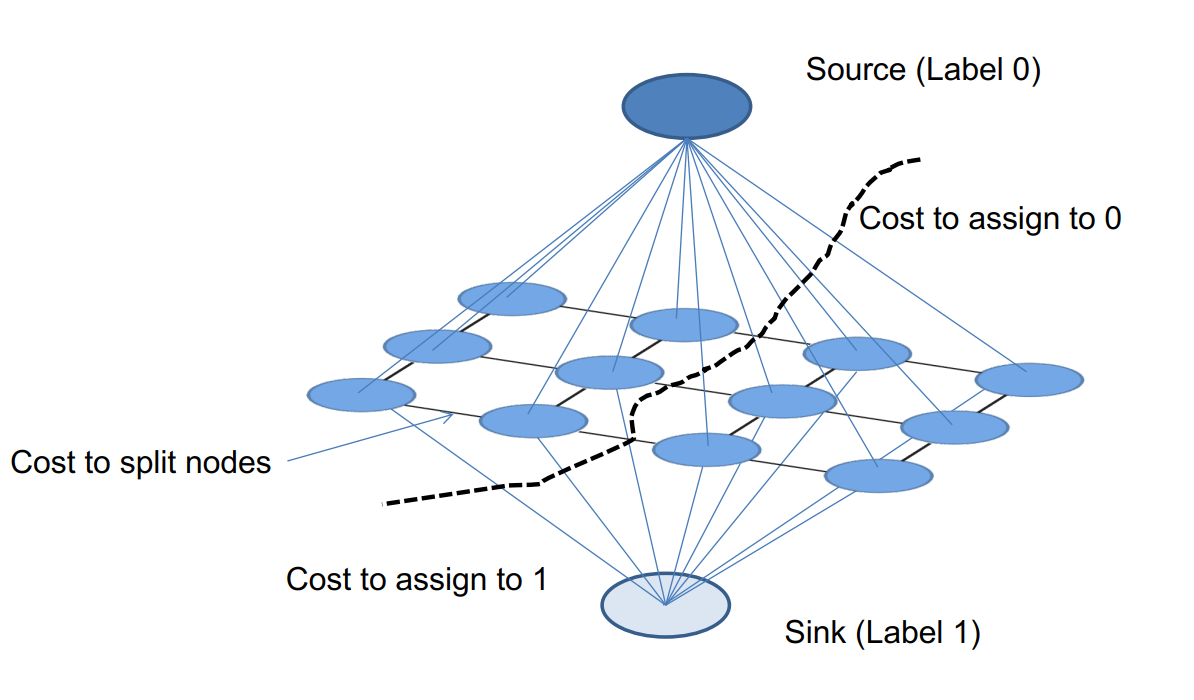 Source (Label 0)
Cost to assign to 0
Cost to split nodes
Cost to assign to 1
Sink (Label 1)